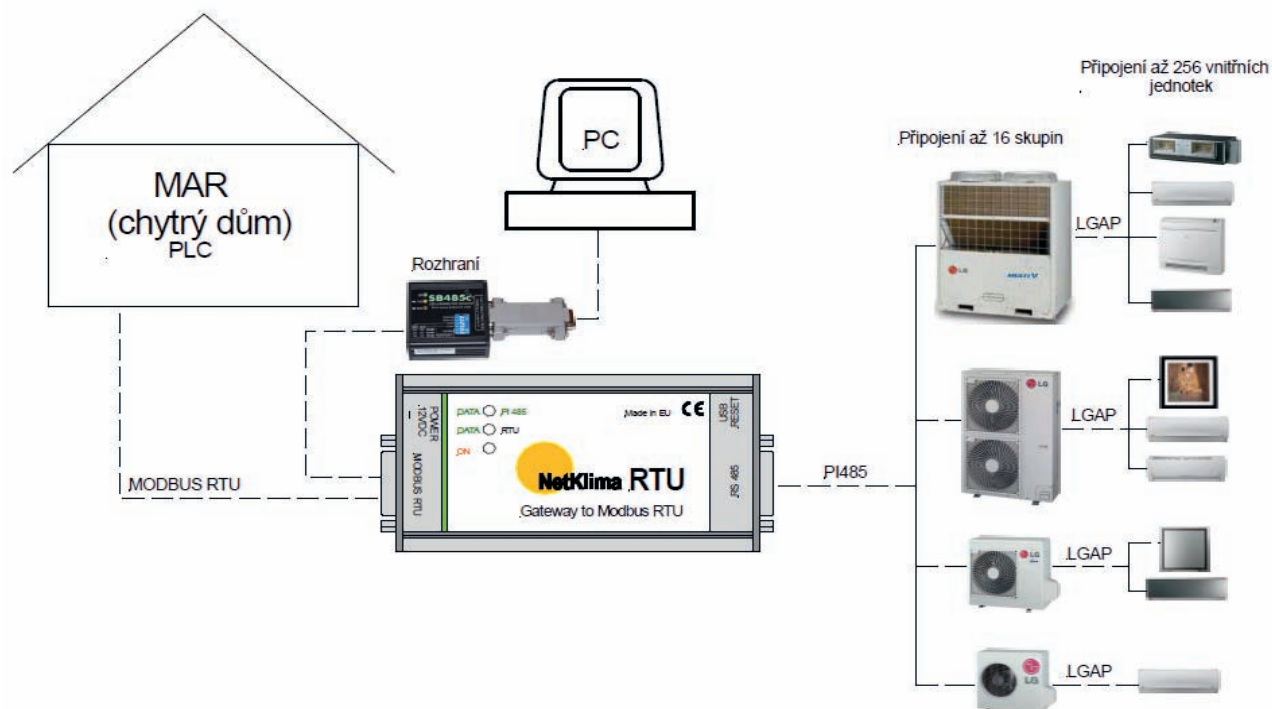 Připojení až 256 vnitřních
jednotek
Připojení až 16 skupin
PC
MAR
(chytrý dům)
PLC
Rozhraní
SB485c
LG
MULTI V
LGAP
POWER
12VDC
MODBUS RTU
DATA PI 485
DATA RTU
ON
Made in EU CE
NetKlima RTU
Gateway to Modbus RTU
USB
RESET
RS 485
MODBUS RTU
PI485
LG
LGAP
LG
LGAP
LG
LGAP